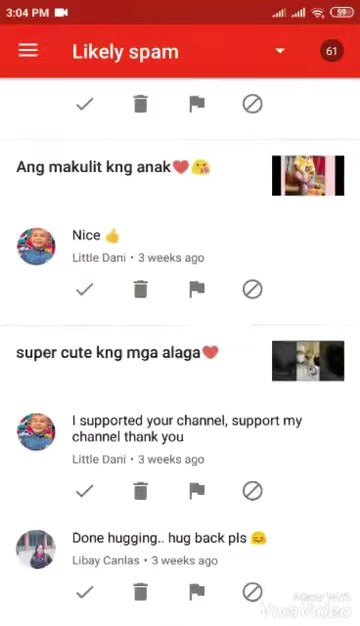 3:04 PM
59
Likely spam
61
Ang makulit kng anak❤️😘
Nice 👍
Little Dani • 3 weeks ago
super cute kng mga alaga❤️
I supported your channel, support my
channel thank you
Little Dani • 3 weeks ago
Done hugging.. hug back pls 😊
Libay Canlas • 3 weeks ago
Made With
VivaVideo